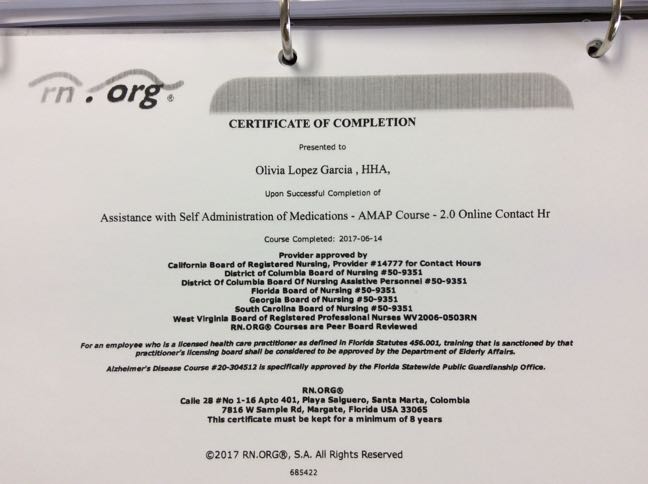 rn.org®
CERTIFICATE OF COMPLETION
Presented to
Olivia Lopez Garcia , HHA,
Upon Successful Completion of
Assistance with Self Administration of Medications - AMAP Course - 2.0 Online Contact Hr
Course Completed: 2017-06-14
Provider approved by
California Board of Registered Nursing, Provider #14777 for Contact Hours
District of Columbia Board of Nursing #50-9351
District Of Columbia Board Of Nursing Assistive Personnel #50-9351
Florida Board of Nursing #50-9351
Georgia Board of Nursing #50-9351
South Carolina Board of Nursing #50-9351
West Virginia Board of Registered Professional Nurses WV2006-0503RN
RN.ORG® Courses are Peer Board Reviewed
For an employee who is a licensed health care practitioner as defined in Florida Statutes 456.001, training that is sanctioned by that
practitioner's licensing board shall be considered to be approved by the Department of Elderly Affairs.
Alzheimer's Disease Course #20-304512 is specifically approved by the Florida Statewide Public Guardianship Office.
RN.ORG®
Calle 28 #No 1-16 Apto 401, Playa Salguero, Santa Marta, Colombia
7816 W Sample Rd, Margate, Florida USA 33065
This certificate must be kept for a minimum of 8 years
©2017 RN.ORG®, S.A. All Rights Reserved
685422